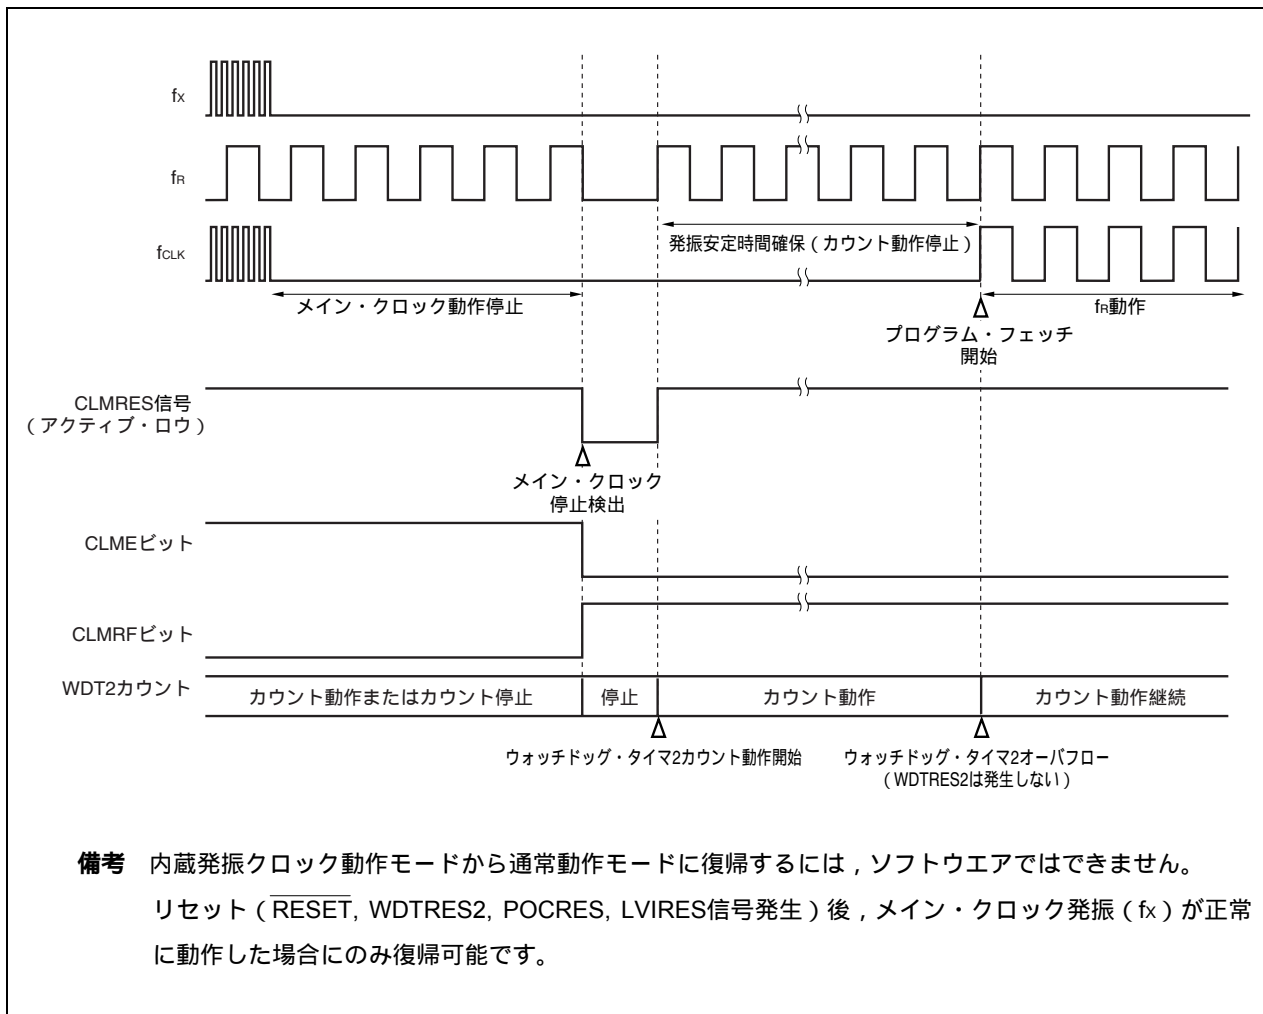 fX
fR
発振安定時間確保（カウント動作停止）
fCLK
メイン・クロック動作停止
fR動作
プログラム・フェッチ
開始
CLMRES信号
（アクティブ・ロウ）
メイン・クロック
停止検出
CLMEビット
CLMRFビット
WDT2カウント
カウント動作またはカウント停止
停止
カウント動作
カウント動作継続
ウォッチドッグ・タイマ2カウント動作開始
ウォッチドッグ・タイマ2オーバフロー
（WDTRES2は発生しない）
備考 内蔵発振クロック動作モードから通常動作モードに復帰するには，ソフトウエアではできません。
リセット（RESET, WDTRES2, POCRES, LVIRES信号発生）後，メイン・クロック発振（fX）が正常
に動作した場合にのみ復帰可能です。